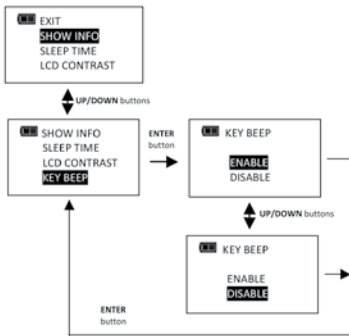 EXIT
SHOW INFO
SLEEP TIME
LCD CONTRAST
UP/DOWN buttons
SHOW INFO
SLEEP TIME
LCD CONTRAST
KEY BEEP
ENTER
button
KEY BEEP
ENABLE
DISABLE
UP/DOWN buttons
KEY BEEP
ENABLE
DISABLE
ENTER
button